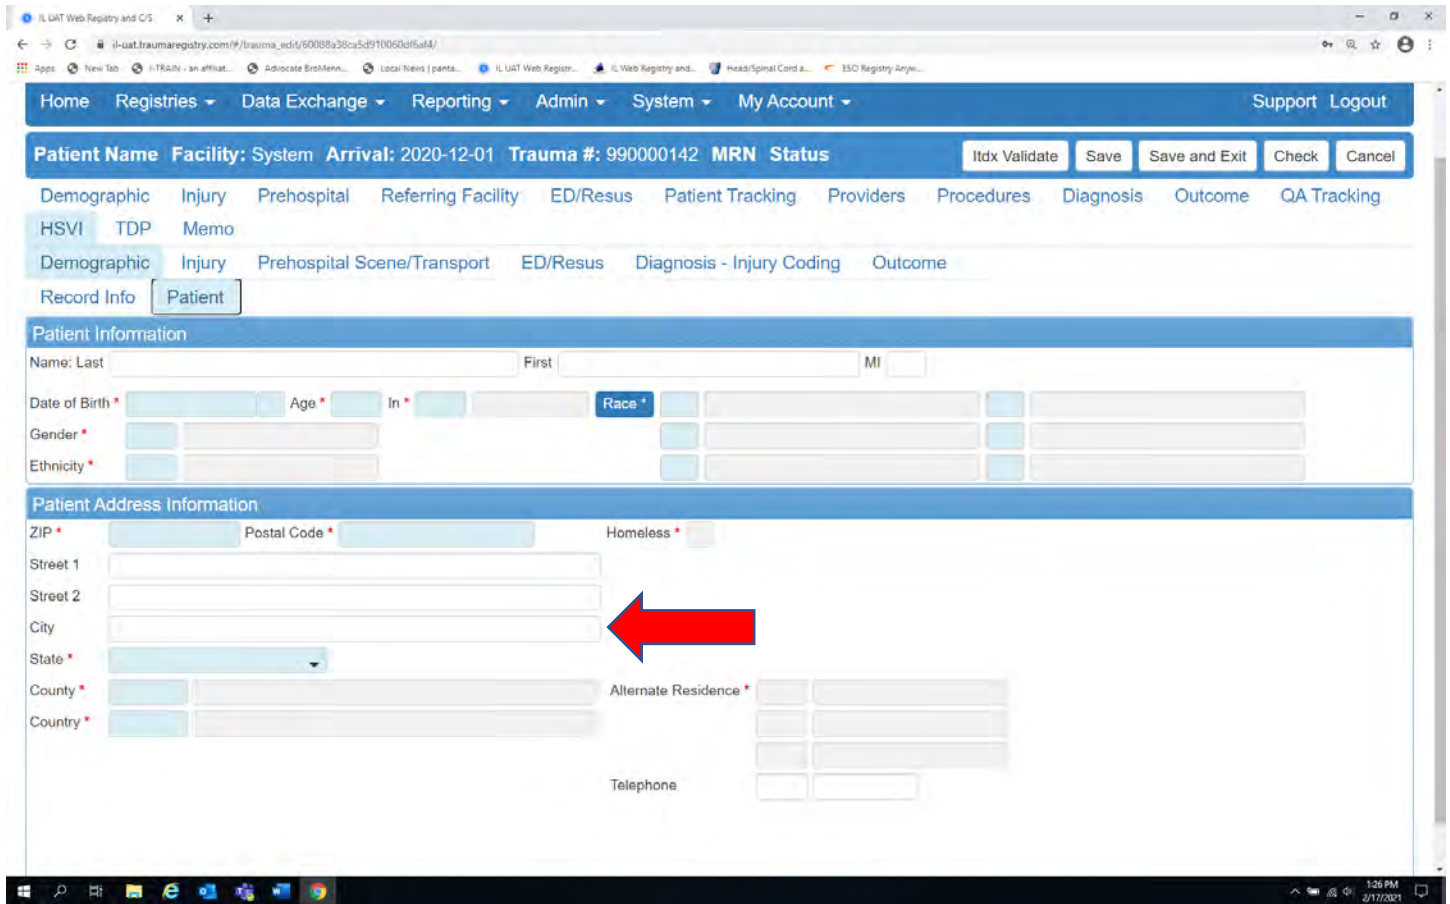 IL UAT Web Registry and C/S
il-uat.traumaregistry.com/#/trauma_edit/60088a38ca5d910060df6af4/
Apps New Tab I-TRAIN - an affiliat... Advocate BroMenn... Local News | panta... IL UAT Web Registr... IL Web Registry and... Head/Spinal Cord a... ESO Registry Anyw...
Home Registries Data Exchange Reporting Admin System My Account Support Logout
Patient Name Facility: System Arrival: 2020-12-01 Trauma #: 990000142 MRN Status Itdx Validate Save Save and Exit Check Cancel
Demographic Injury Prehospital Referring Facility ED/Resus Patient Tracking Providers Procedures Diagnosis Outcome QA Tracking
HSVI TDP Memo
Demographic Injury Prehospital Scene/Transport ED/Resus Diagnosis - Injury Coding Outcome
Record Info Patient
Patient Information
Name: Last First MI
Date of Birth * Age * In * Race *
Gender *
Ethnicity *
Patient Address Information
ZIP * Postal Code * Homeless *
Street 1
Street 2
City
State *
County * Alternate Residence *
Country *
Telephone
1:26 PM
2/17/2021